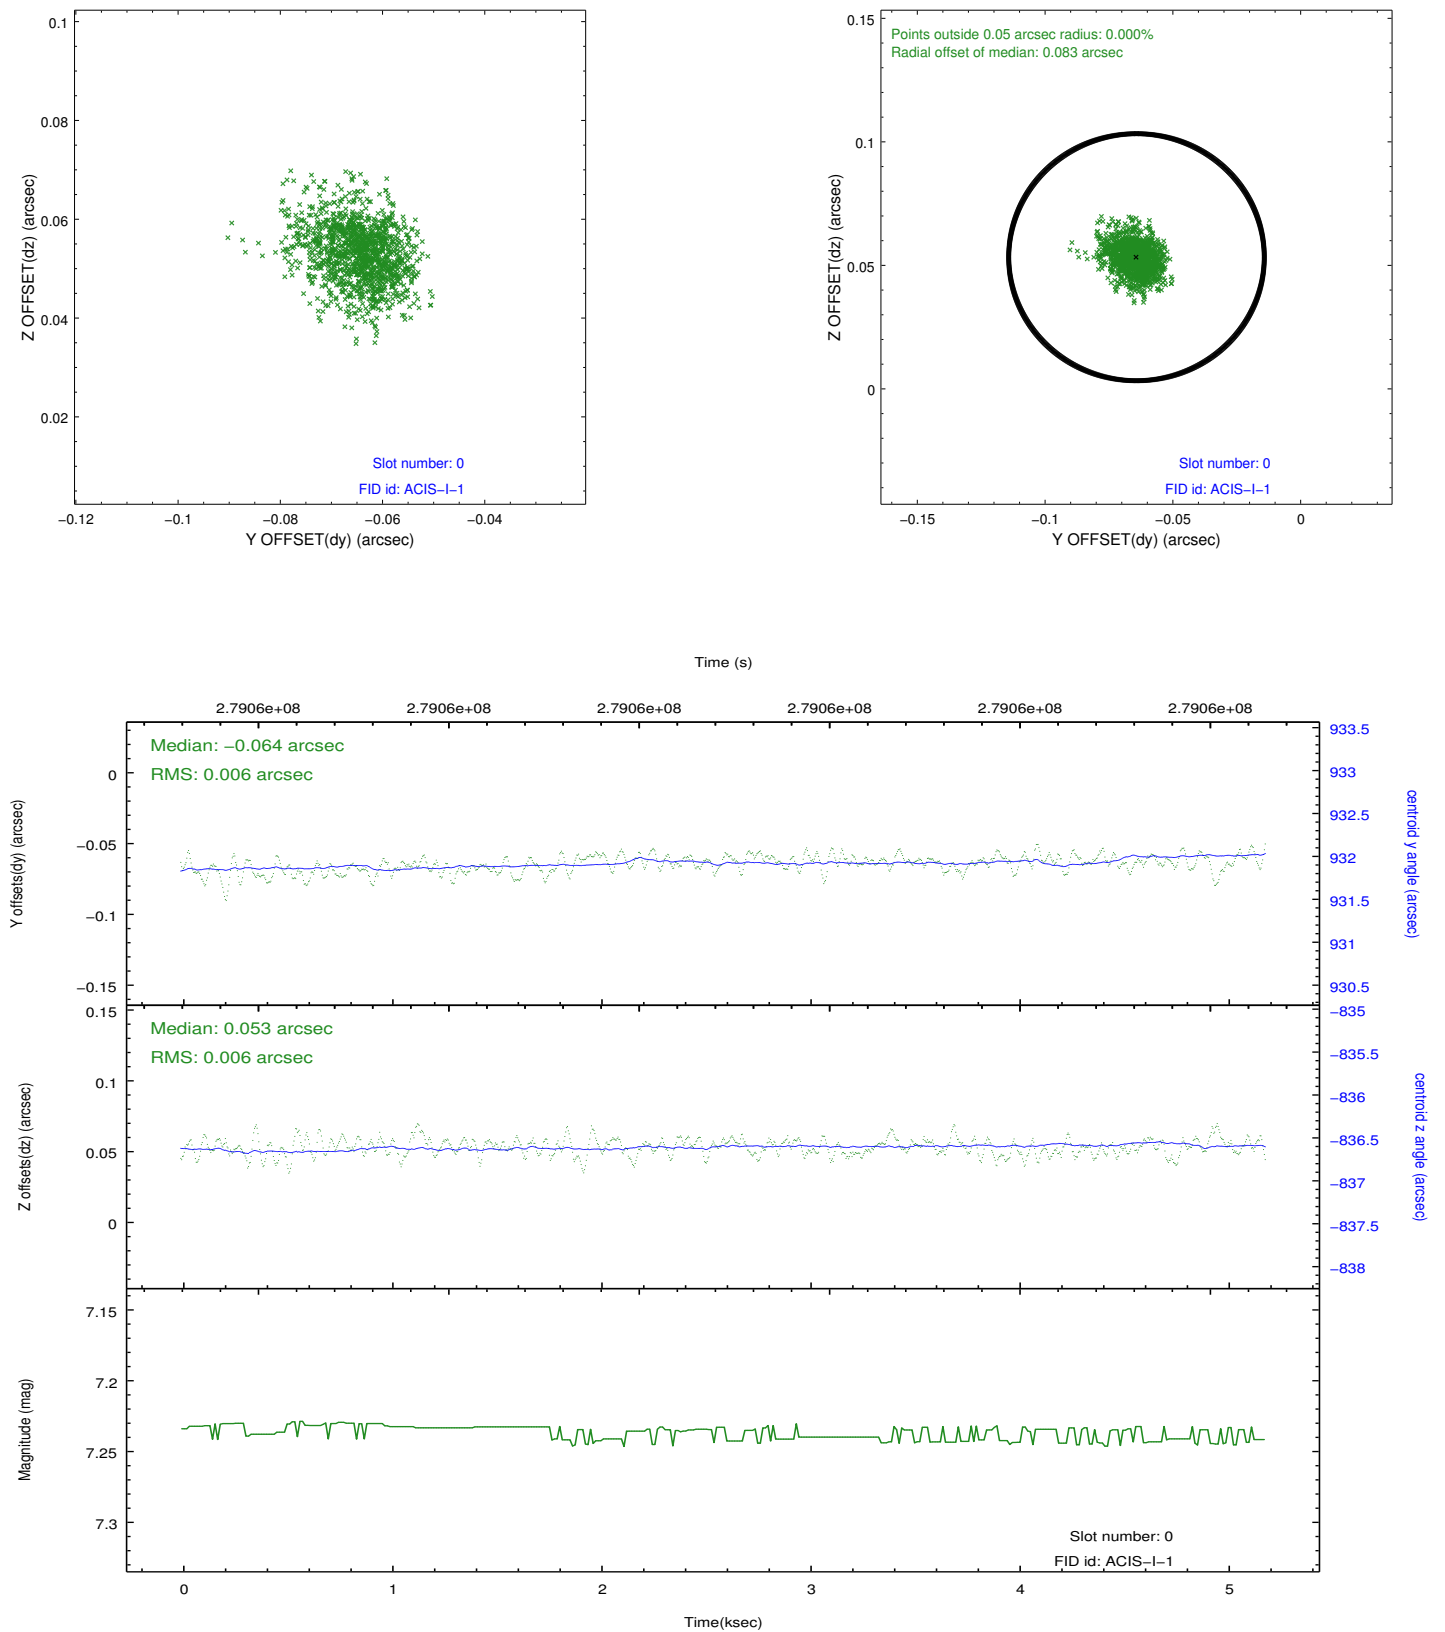 0.1
0.08
0.06
0.04
0.02
Z OFFSET(dz) (arcsec)
Slot number: 0
FID id: ACIS−I−1
−0.12
−0.1
−0.08
−0.06
−0.04
Y OFFSET(dy) (arcsec)
Points outside 0.05 arcsec radius: 0.000%
Radial offset of median: 0.083 arcsec
0.15
0.1
0.05
0
Z OFFSET(dz) (arcsec)
Slot number: 0
FID id: ACIS−I−1
−0.15
−0.1
−0.05
0
Y OFFSET(dy) (arcsec)
Time (s)
2.7906e+08
2.7906e+08
2.7906e+08
2.7906e+08
2.7906e+08
2.7906e+08
Median: −0.064 arcsec
RMS: 0.006 arcsec
0
−0.05
−0.1
−0.15
Y offsets(dy) (arcsec)
933.5
933
932.5
932
931.5
931
930.5
centroid y angle (arcsec)
Median: 0.053 arcsec
RMS: 0.006 arcsec
0.15
0.1
0.05
0
Z offsets(dz) (arcsec)
−835
−835.5
−836
−836.5
−837
−837.5
−838
centroid z angle (arcsec)
7.15
7.2
7.25
7.3
Magnitude (mag)
Slot number: 0
FID id: ACIS−I−1
0
1
2
3
4
5
Time(ksec)